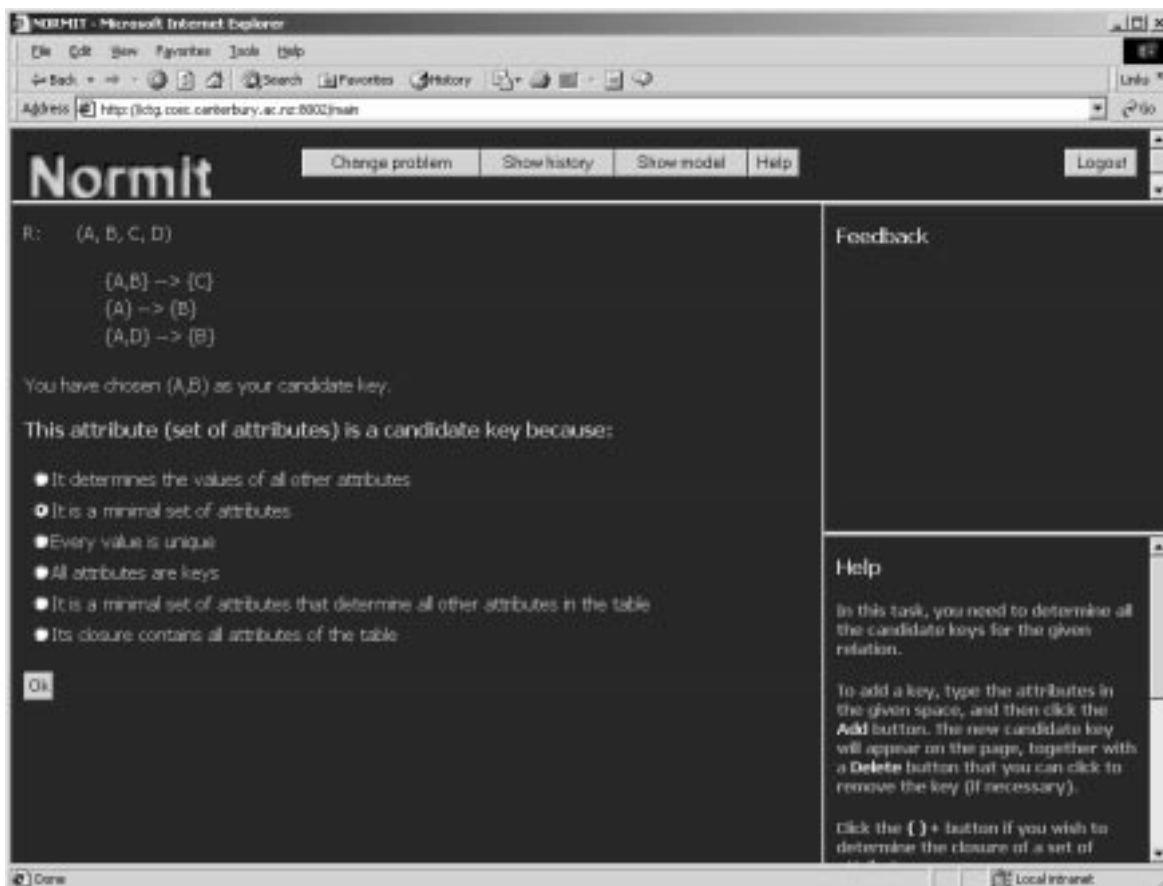 NORMIT - Microsoft Internet Explorer
File Edit View Favorites Tools Help
Back Search Favorites History
Links
Address http://ictg.cosc.canterbury.ac.nz:8002/main
Go
NormIt
Change problem Show history Show model Help Logout
R: (A, B, C, D)
{A,B} --> {C}
{A} --> {B}
{A,D} --> {B}
You have chosen (A,B) as your candidate key.
This attribute (set of attributes) is a candidate key because:
It determines the values of all other attributes
It is a minimal set of attributes
Every value is unique
All attributes are keys
It is a minimal set of attributes that determine all other attributes in the table
Its closure contains all attributes of the table
Ok
Feedback
Help
In this task, you need to determine all
the candidate keys for the given
relation.
To add a key, type the attributes in
the given space, and then click the
Add button. The new candidate key
will appear on the page, together with
a Delete button that you can click to
remove the key (if necessary).
Click the { }+ button if you wish to
determine the closure of a set of
Done
Local intranet